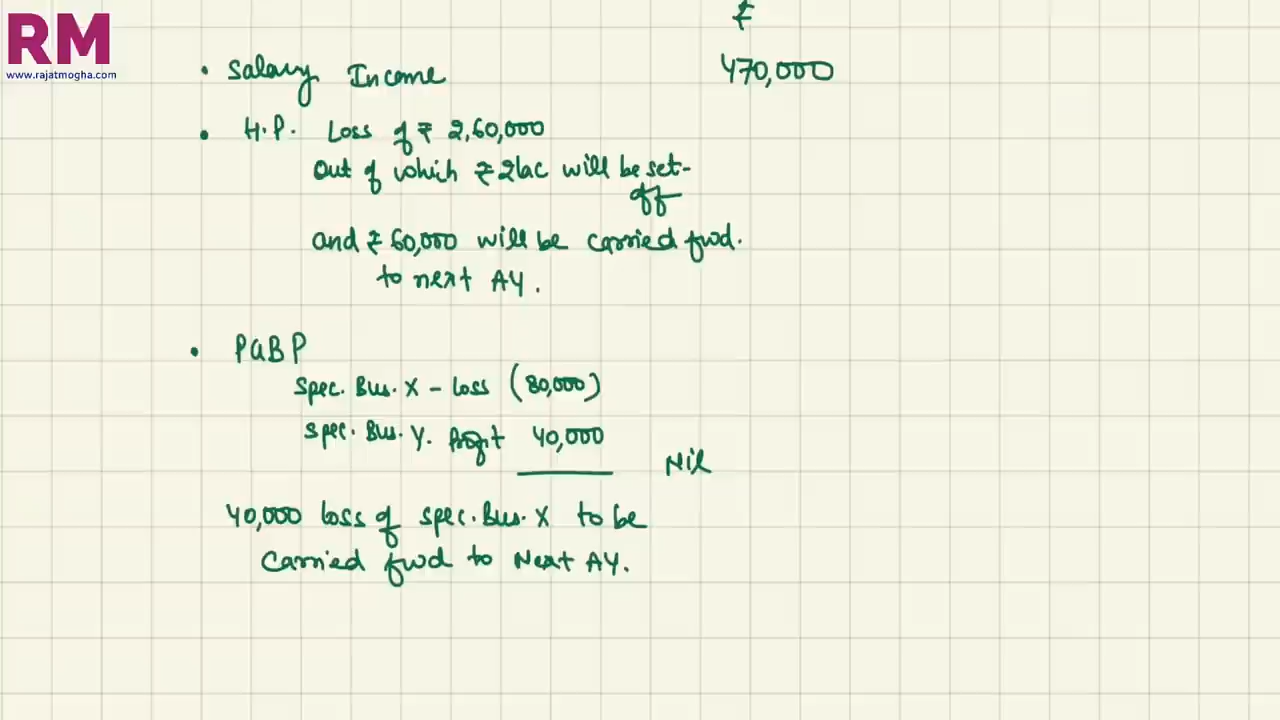 RM
www.rajatmogha.com
₹
• Salary Income 470,000
• H.P. Loss of ₹ 2,60,000
Out of which ₹ 2lac will be set-
off
and ₹ 60,000 will be carried fwd.
to next AY.
• PGBP
Spec. Bus. X - Loss (80,000)
Spec. Bus. Y. Profit 40,000
Nil
40,000 loss of spec. Bus. X to be
Carried fwd to Next AY.